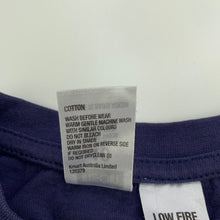 COTTON
WASH BEFORE WEAR
WARM GENTLE MACHINE WASH
WITH SIMILAR COLOURS
DO NOT BLEACH
DRY IN SHADE
WARM IRON ON REVERSE SIDE
IF REQUIRED
DO NOT DRYCLEAN
Kmart Australia Limited
LOW FIRE